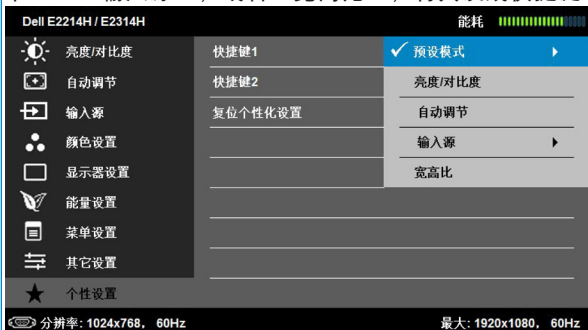 Dell E2214H / E2314H
能耗
亮度/对比度
自动调节
输入源
颜色设置
显示器设置
能量设置
菜单设置
其它设置
个性设置
快捷键1
快捷键2
复位个性化设置
预设模式
亮度/对比度
自动调节
输入源
宽高比
分辨率: 1024x768, 60Hz
最大: 1920x1080, 60Hz